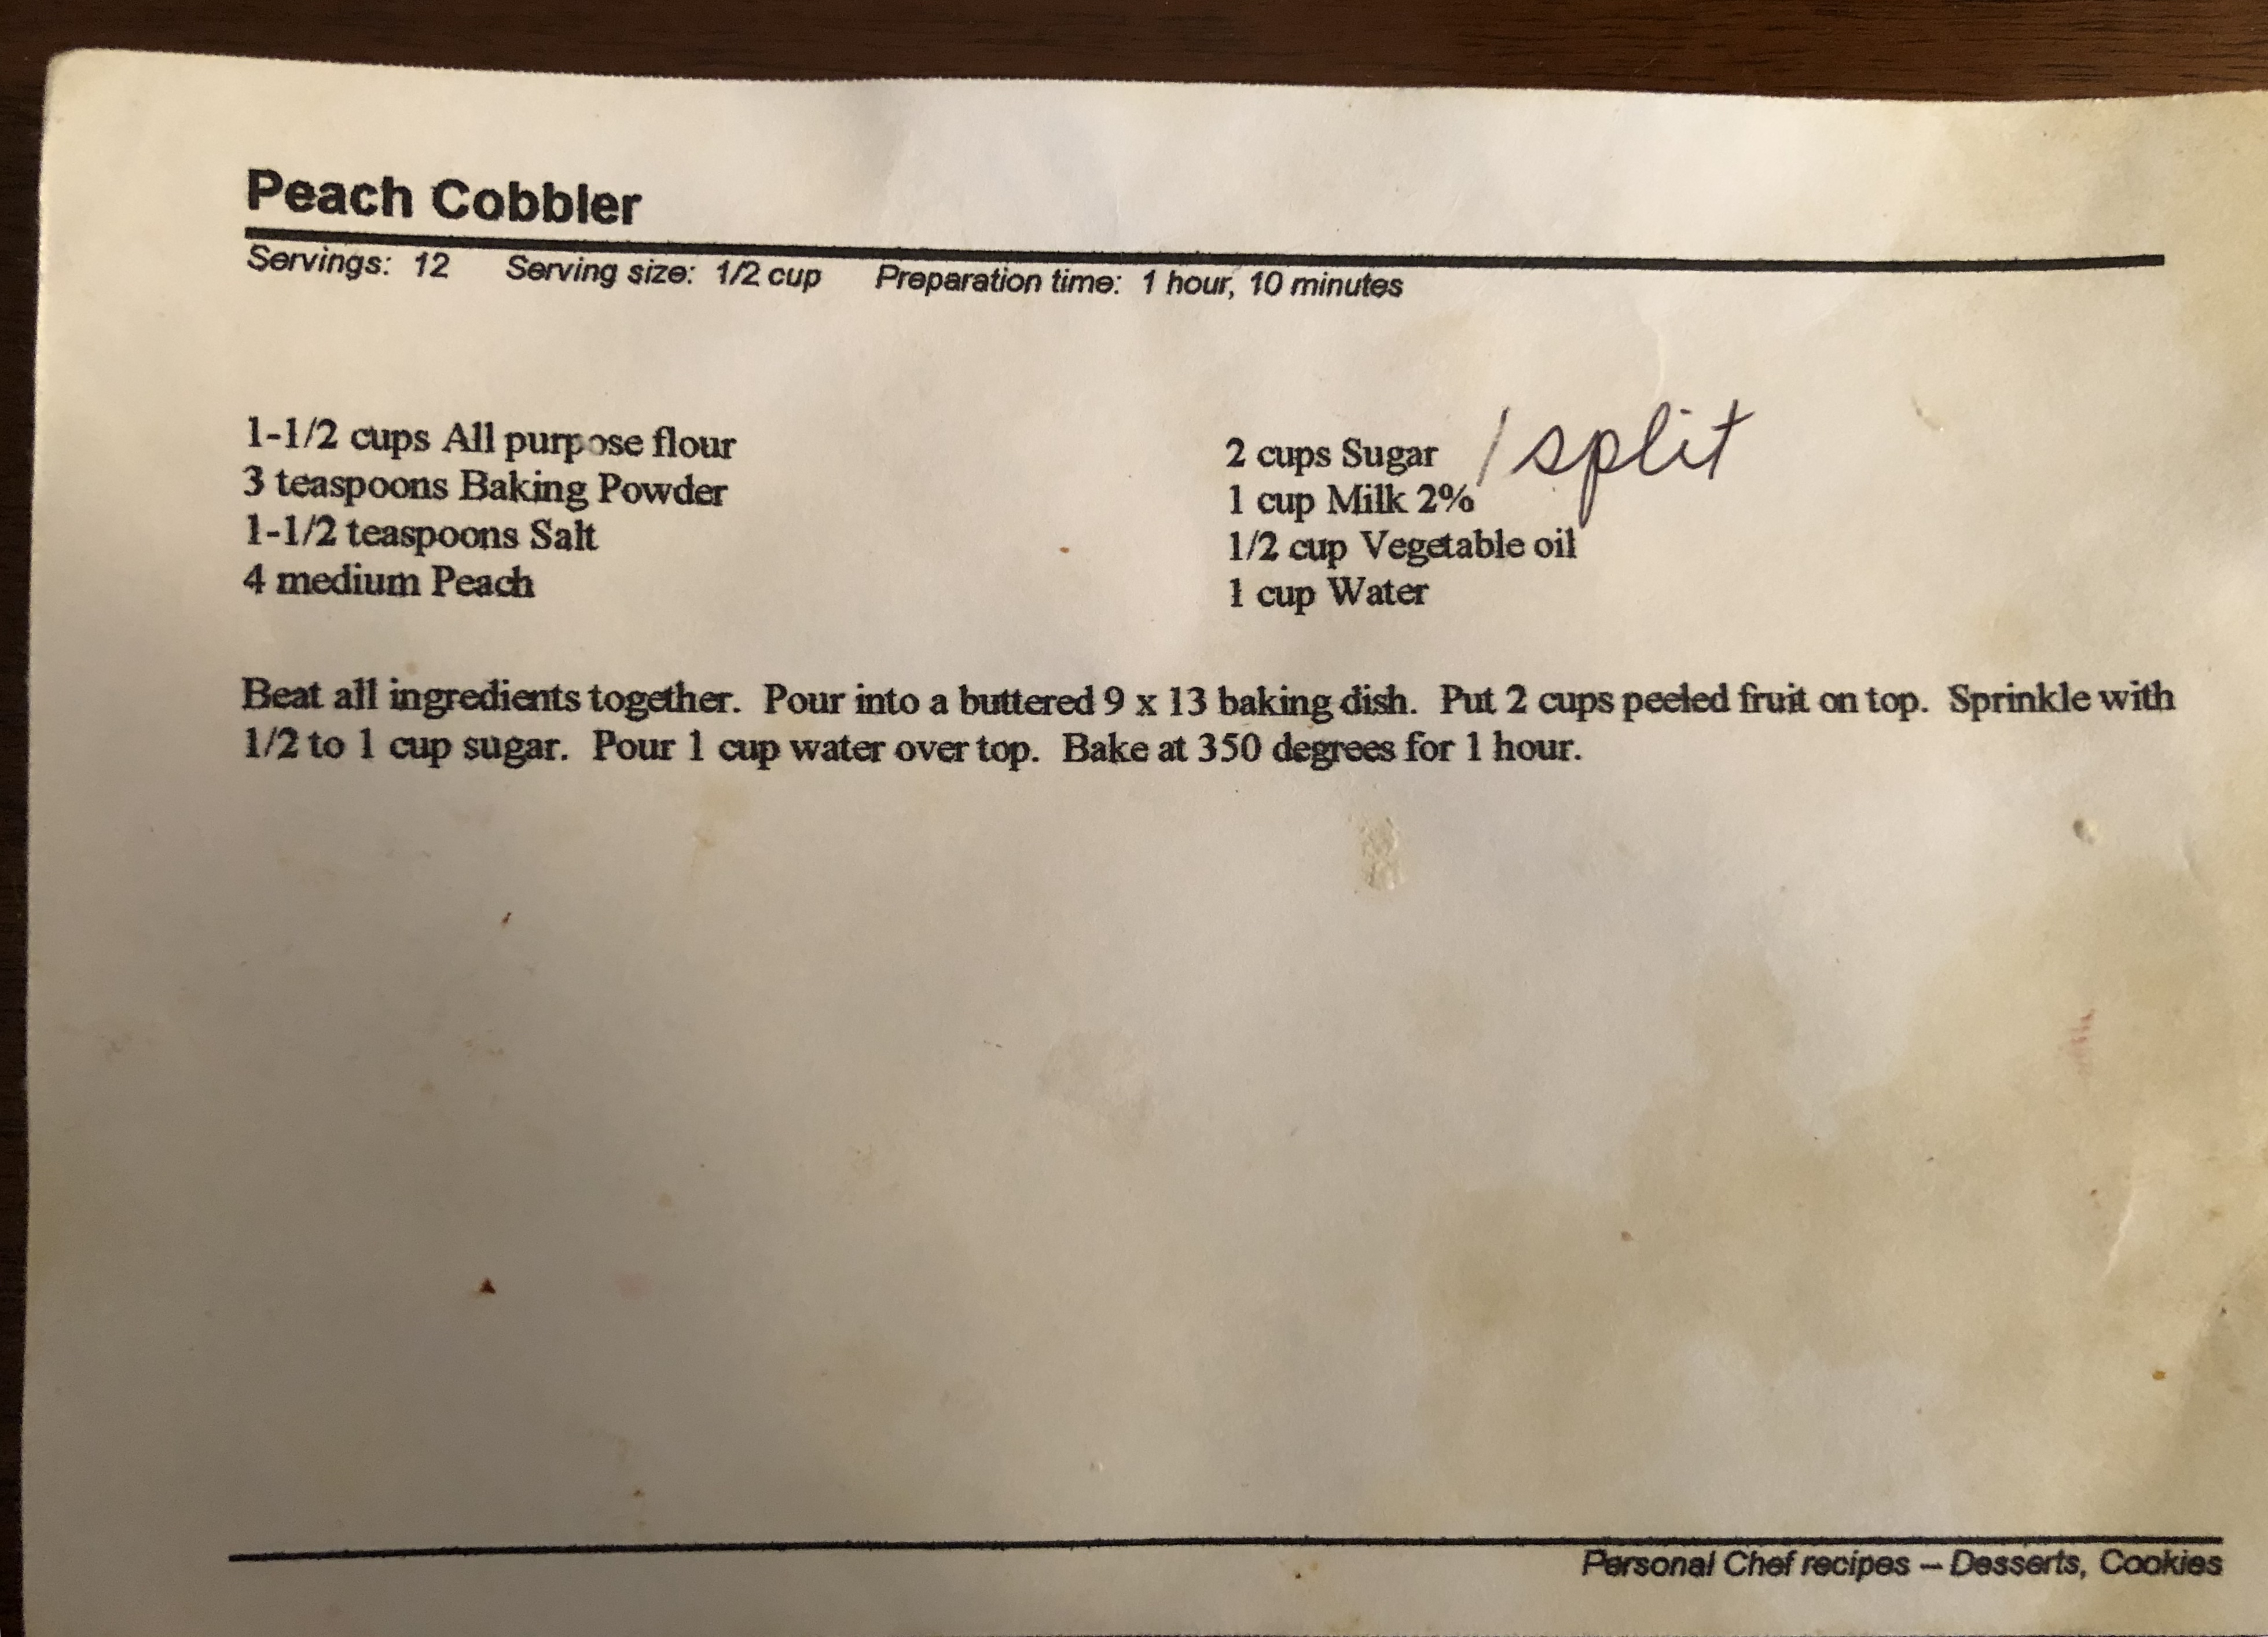 Peach Cobbler
Servings: 12 Serving size: 1/2 cup Preparation time: 1 hour, 10 minutes
1-1/2 cups All purpose flour
3 teaspoons Baking Powder
1-1/2 teaspoons Salt
4 medium Peach
2 cups Sugar / split
1 cup Milk 2%
1/2 cup Vegetable oil
1 cup Water
Beat all ingredients together. Pour into a buttered 9 x 13 baking dish. Put 2 cups peeled fruit on top. Sprinkle with
1/2 to 1 cup sugar. Pour 1 cup water over top. Bake at 350 degrees for 1 hour.
Personal Chef recipes – Desserts, Cookies